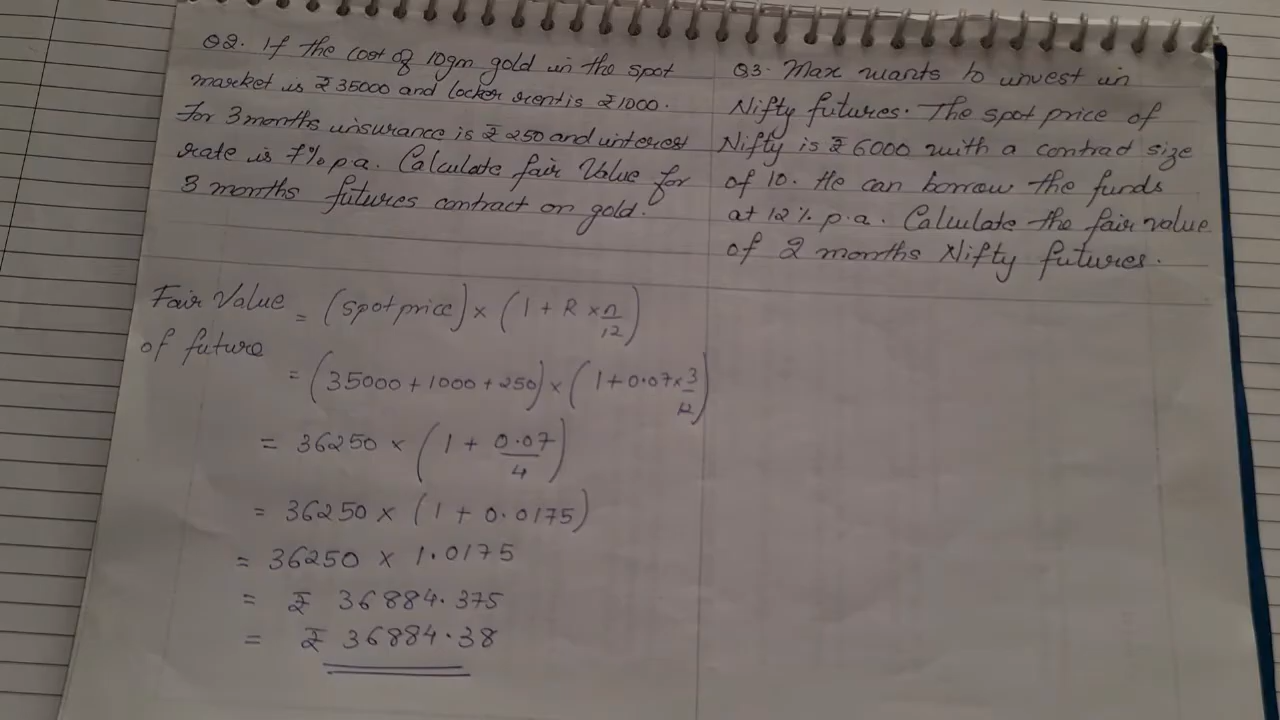 Q2. If the cost of 10gm gold in the spot
market is ₹35000 and locker rent is ₹1000.
For 3 months insurance is ₹250 and interest
rate is 7% p.a. Calculate fair Value for
3 months futures contract on gold.
Fair Value
of future
= (spot price) × (1 + R × n/12)
= (35000 + 1000 + 250) × (1 + 0.07 × 3/12)
= 36250 × (1 + 0.07/4)
= 36250 × (1 + 0.0175)
= 36250 × 1.0175
= ₹ 36884.375
= ₹ 36884.38
Q3. Max wants to invest in
Nifty futures. The spot price of
Nifty is ₹6000 with a contract size
of 10. He can borrow the funds
at 12% p.a. Calculate the fair value
of 2 months Nifty futures.